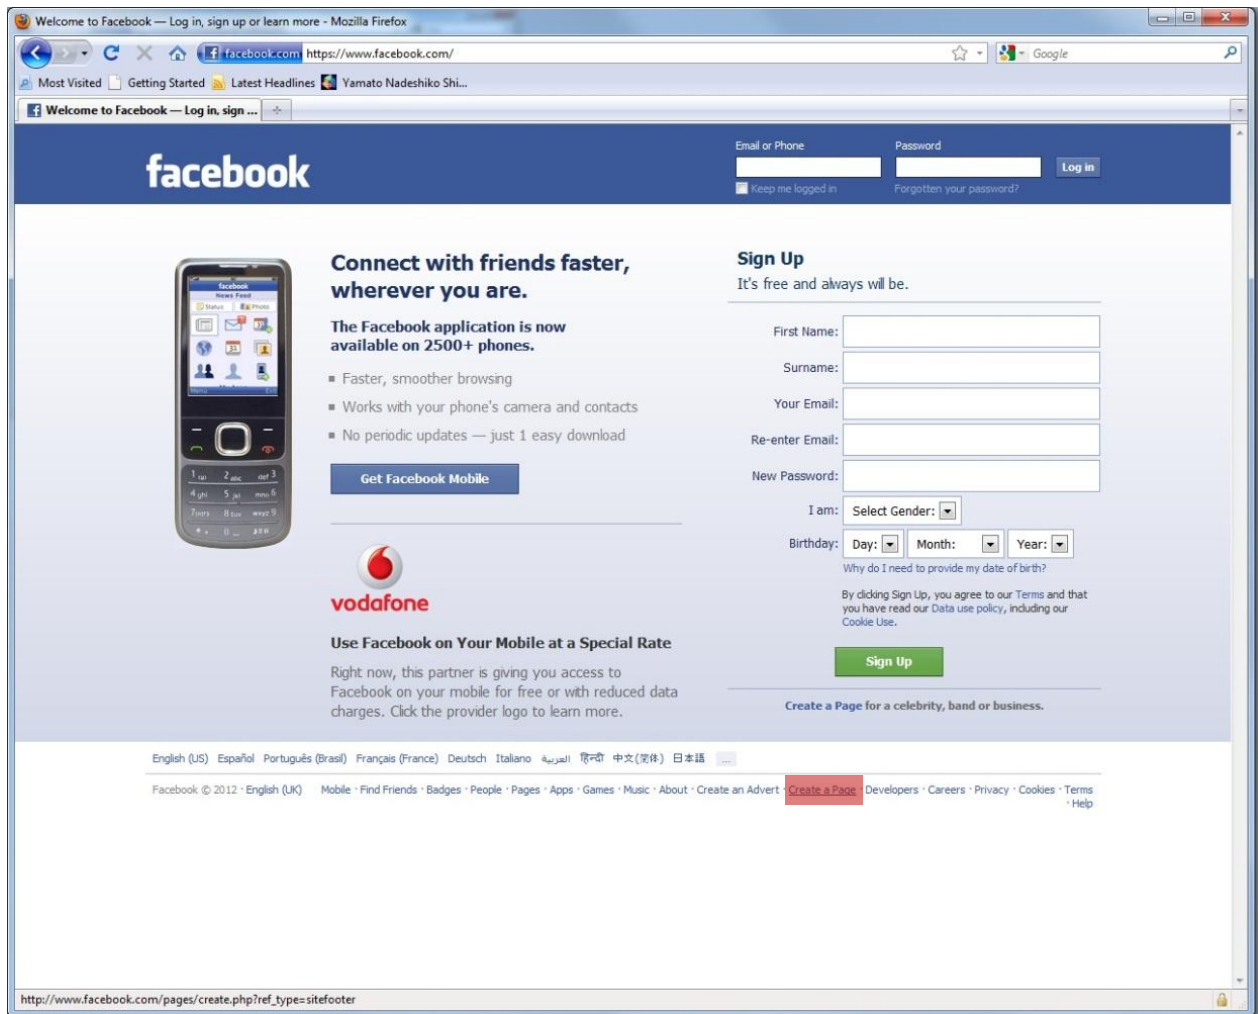 Welcome to Facebook — Log in, sign up or learn more - Mozilla Firefox
facebook.com https://www.facebook.com/
Google
Most Visited Getting Started Latest Headlines Yamato Nadeshiko Shi...
Welcome to Facebook — Log in, sign ...
facebook
Email or Phone Password
Log in
Keep me logged in Forgotten your password?
Connect with friends faster,
wherever you are.
The Facebook application is now
available on 2500+ phones.
Faster, smoother browsing
Works with your phone's camera and contacts
No periodic updates — just 1 easy download
Get Facebook Mobile
facebook
News Feed
Status Photo
Menu Exit
vodafone
Use Facebook on Your Mobile at a Special Rate
Right now, this partner is giving you access to
Facebook on your mobile for free or with reduced data
charges. Click the provider logo to learn more.
Sign Up
It's free and always will be.
First Name:
Surname:
Your Email:
Re-enter Email:
New Password:
I am: Select Gender:
Birthday: Day: Month: Year:
Why do I need to provide my date of birth?
By clicking Sign Up, you agree to our Terms and that
you have read our Data use policy, including our
Cookie Use.
Sign Up
Create a Page for a celebrity, band or business.
English (US) Español Português (Brasil) Français (France) Deutsch Italiano العربية हिन्दी 中文(简体) 日本語 ...
Facebook © 2012 · English (UK) Mobile · Find Friends · Badges · People · Pages · Apps · Games · Music · About · Create an Advert · Create a Page · Developers · Careers · Privacy · Cookies · Terms
· Help
http://www.facebook.com/pages/create.php?ref_type=sitefooter